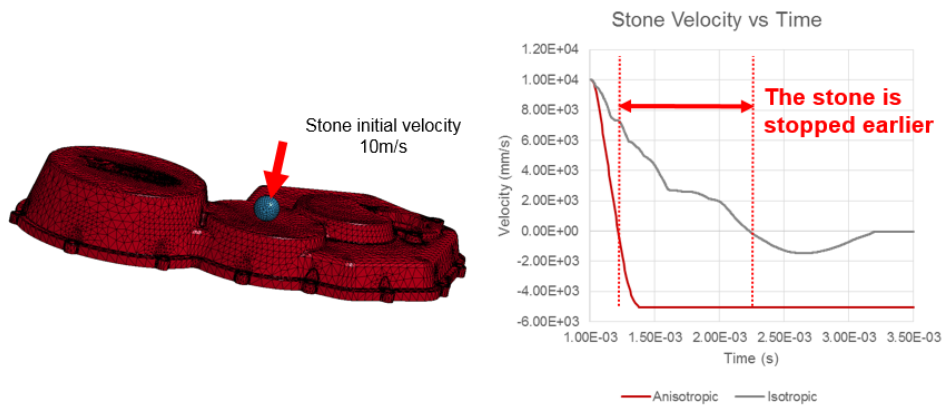 Stone initial velocity
10m/s
Stone Velocity vs Time
1.20E+04
1.00E+04
8.00E+03
6.00E+03
4.00E+03
2.00E+03
0.00E+00
-2.00E+03
-4.00E+03
-6.00E+03
Velocity (mm/s)
The stone is
stopped earlier
1.00E-03 1.50E-03 2.00E-03 2.50E-03 3.00E-03 3.50E-03
Time (s)
Anisotropic Isotropic